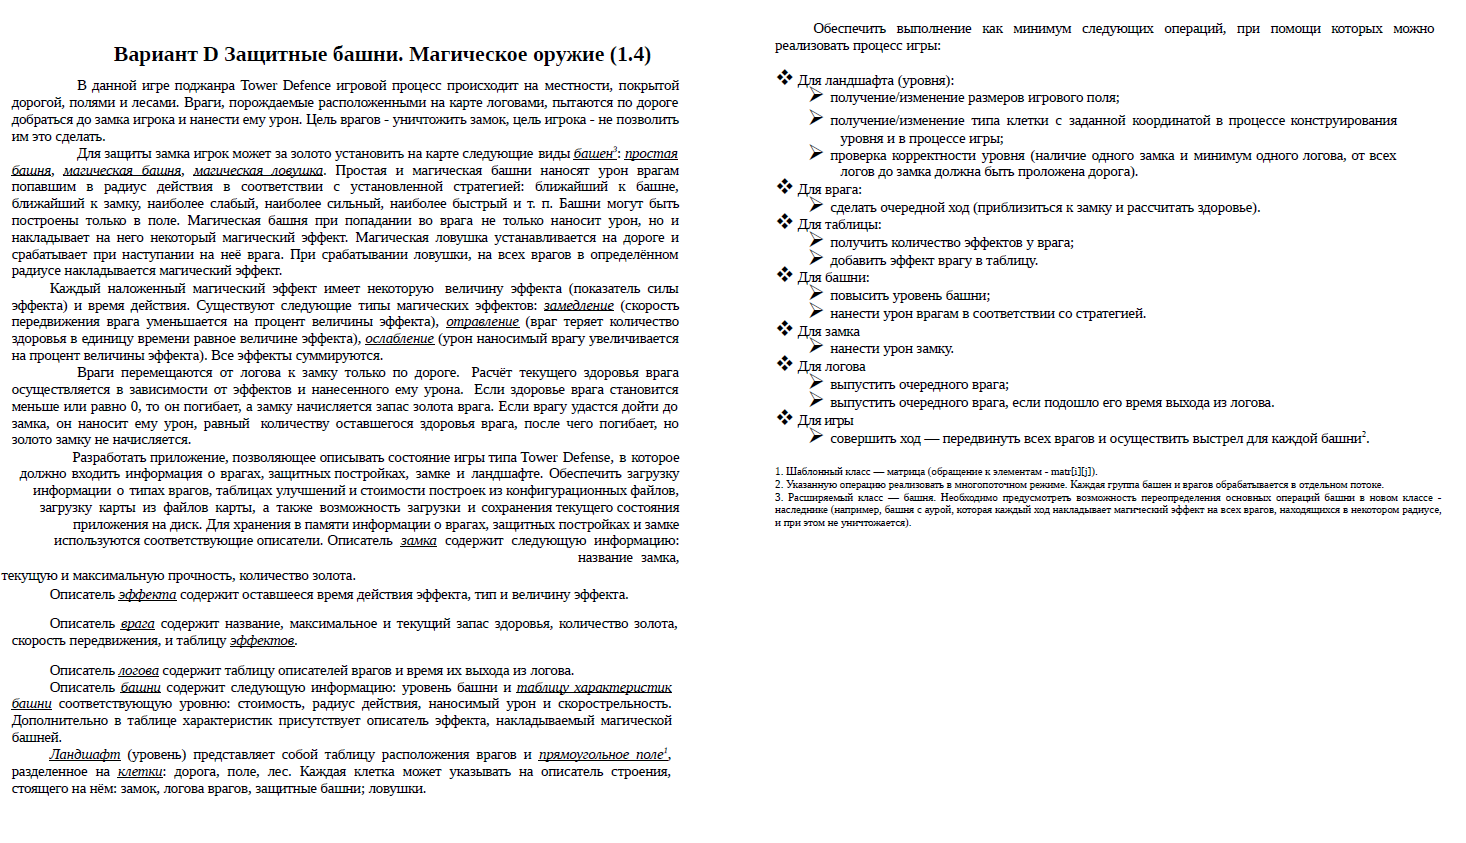 Вариант D Защитные башни. Магическое оружие (1.4)
В данной игре поджанра Tower Defence игровой процесс происходит на местности, покрытой
дорогой, полями и лесами. Враги, порождаемые расположенными на карте логовами, пытаются по дороге
добраться до замка игрока и нанести ему урон. Цель врагов - уничтожить замок, цель игрока - не позволить
им это сделать.
Для защиты замка игрок может за золото установить на карте следующие виды башен3: простая
башня, магическая башня, магическая ловушка. Простая и магическая башни наносят урон врагам
попавшим в радиус действия в соответствии с установленной стратегией: ближайший к башне,
ближайший к замку, наиболее слабый, наиболее сильный, наиболее быстрый и т. п. Башни могут быть
построены только в поле. Магическая башня при попадании во врага не только наносит урон, но и
накладывает на него некоторый магический эффект. Магическая ловушка устанавливается на дороге и
срабатывает при наступании на неё врага. При срабатывании ловушки, на всех врагов в определённом
радиусе накладывается магический эффект.
Каждый наложенный магический эффект имеет некоторую величину эффекта (показатель силы
эффекта) и время действия. Существуют следующие типы магических эффектов: замедление (скорость
передвижения врага уменьшается на процент величины эффекта), отравление (враг теряет количество
здоровья в единицу времени равное величине эффекта), ослабление (урон наносимый врагу увеличивается
на процент величины эффекта). Все эффекты суммируются.
Враги перемещаются от логова к замку только по дороге. Расчёт текущего здоровья врага
осуществляется в зависимости от эффектов и нанесенного ему урона. Если здоровье врага становится
меньше или равно 0, то он погибает, а замку начисляется запас золота врага. Если врагу удастся дойти до
замка, он наносит ему урон, равный количеству оставшегося здоровья врага, после чего погибает, но
золото замку не начисляется.
Разработать приложение, позволяющее описывать состояние игры типа Tower Defense, в которое
должно входить информация о врагах, защитных постройках, замке и ландшафте. Обеспечить загрузку
информации о типах врагов, таблицах улучшений и стоимости построек из конфигурационных файлов,
загрузку карты из файлов карты, а также возможность загрузки и сохранения текущего состояния
приложения на диск. Для хранения в памяти информации о врагах, защитных постройках и замке
используются соответствующие описатели. Описатель замка содержит следующую информацию:
название замка,
текущую и максимальную прочность, количество золота.
Описатель эффекта содержит оставшееся время действия эффекта, тип и величину эффекта.
Описатель врага содержит название, максимальное и текущий запас здоровья, количество золота,
скорость передвижения, и таблицу эффектов.
Описатель логова содержит таблицу описателей врагов и время их выхода из логова.
Описатель башни содержит следующую информацию: уровень башни и таблицу характеристик
башни соответствующую уровню: стоимость, радиус действия, наносимый урон и скорострельность.
Дополнительно в таблице характеристик присутствует описатель эффекта, накладываемый магической
башней.
Ландшафт (уровень) представляет собой таблицу расположения врагов и прямоугольное поле1,
разделенное на клетки: дорога, поле, лес. Каждая клетка может указывать на описатель строения,
стоящего на нём: замок, логова врагов, защитные башни; ловушки.
Обеспечить выполнение как минимум следующих операций, при помощи которых можно
реализовать процесс игры:
❖ Для ландшафта (уровня):
➢ получение/изменение размеров игрового поля;
➢ получение/изменение типа клетки с заданной координатой в процессе конструирования
уровня и в процессе игры;
➢ проверка корректности уровня (наличие одного замка и минимум одного логова, от всех
логов до замка должна быть проложена дорога).
❖ Для врага:
➢ сделать очередной ход (приблизиться к замку и рассчитать здоровье).
❖ Для таблицы:
➢ получить количество эффектов у врага;
➢ добавить эффект врагу в таблицу.
❖ Для башни:
➢ повысить уровень башни;
➢ нанести урон врагам в соответствии со стратегией.
❖ Для замка
➢ нанести урон замку.
❖ Для логова
➢ выпустить очередного врага;
➢ выпустить очередного врага, если подошло его время выхода из логова.
❖ Для игры
➢ совершить ход — передвинуть всех врагов и осуществить выстрел для каждой башни2.
1. Шаблонный класс — матрица (обращение к элементам - matr[i][j]).
2. Указанную операцию реализовать в многопоточном режиме. Каждая группа башен и врагов обрабатывается в отдельном потоке.
3. Расширяемый класс — башня. Необходимо предусмотреть возможность переопределения основных операций башни в новом классе -
наследнике (например, башня с аурой, которая каждый ход накладывает магический эффект на всех врагов, находящихся в некотором радиусе,
и при этом не уничтожается).